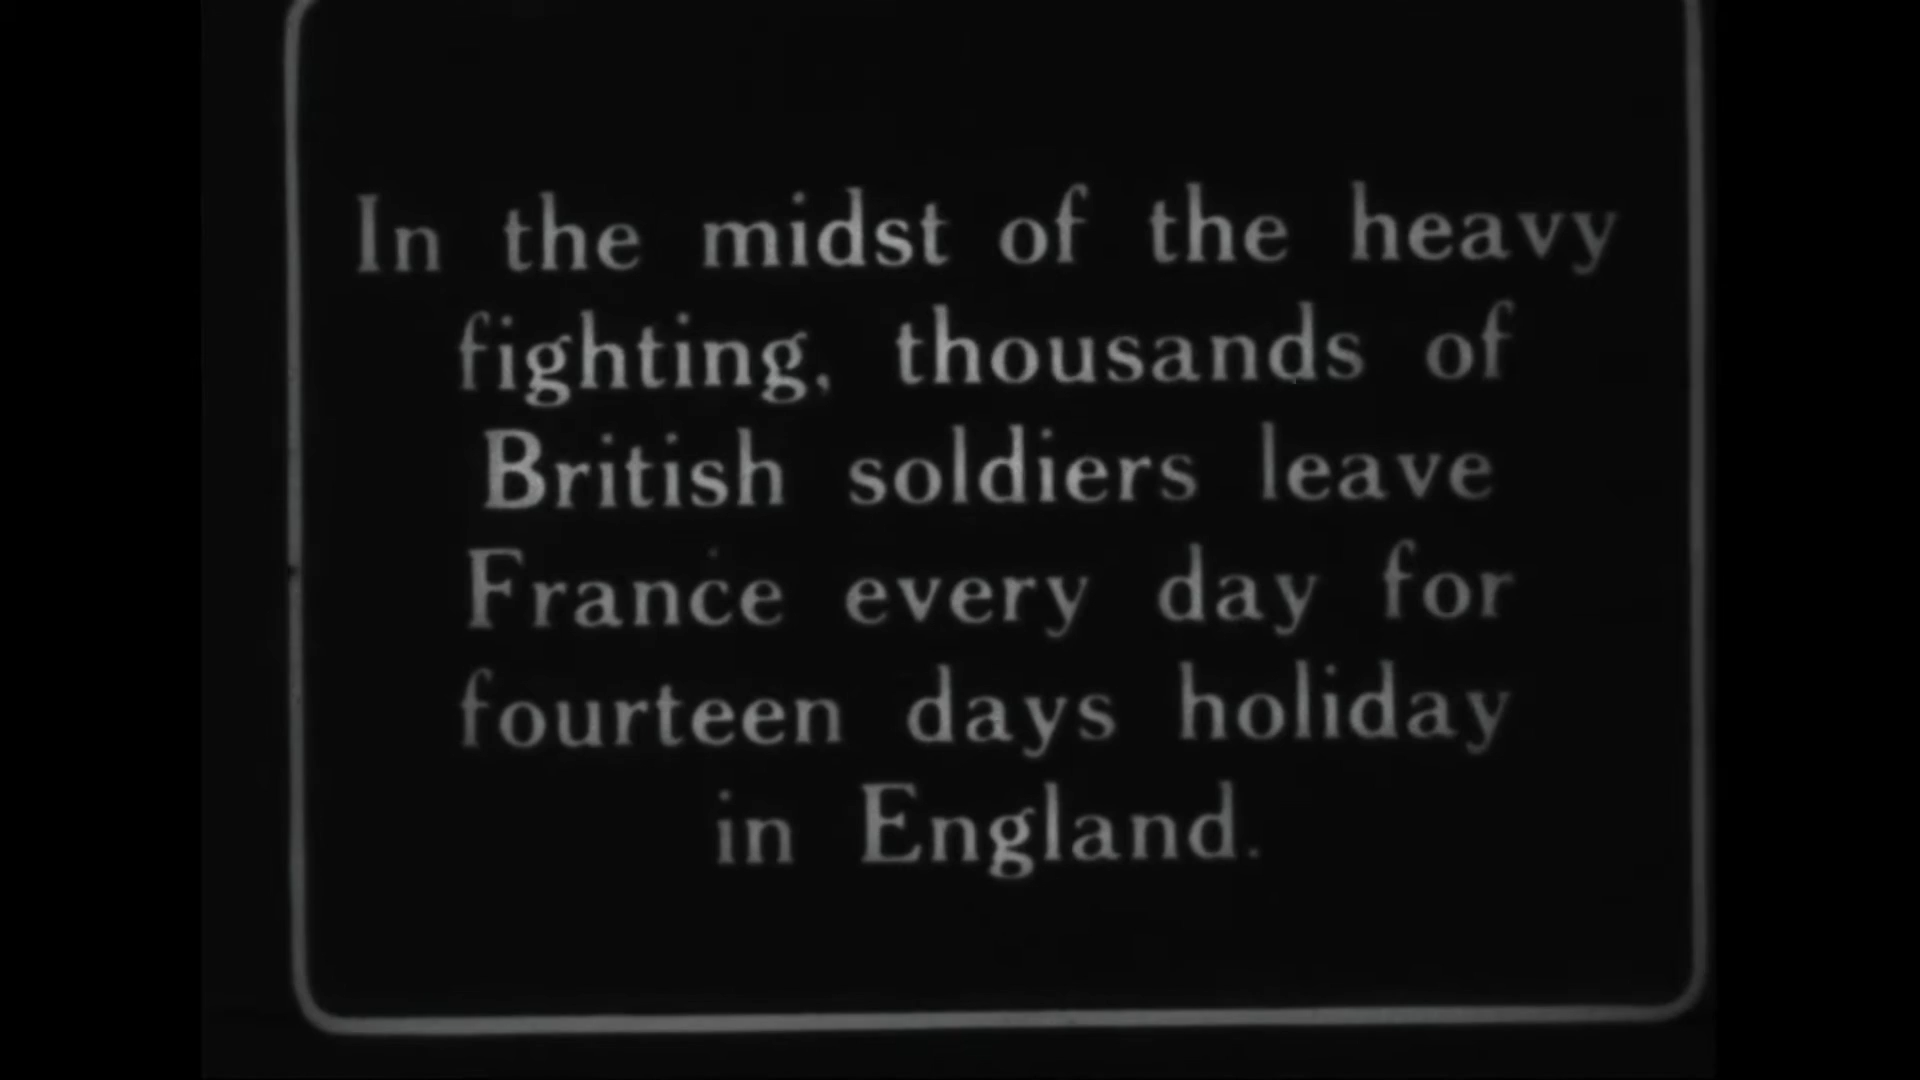 In the midst of the heavy
fighting, thousands of
British soldiers leave
France every day for
fourteen days holiday
in England.